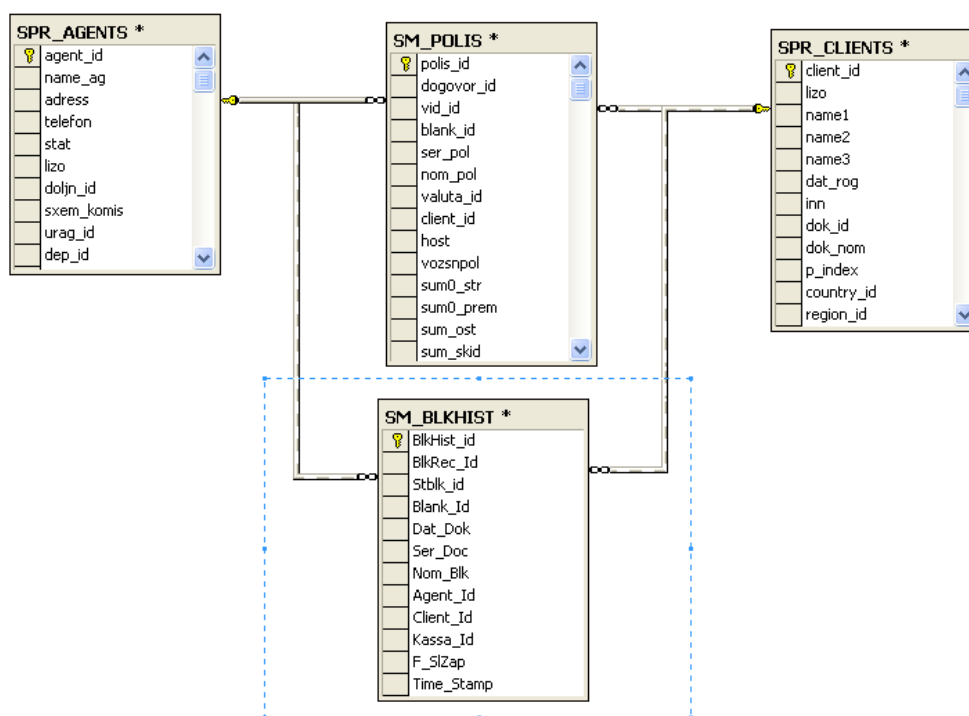 SPR_AGENTS *
agent_id
name_ag
adress
telefon
stat
lizo
doljn_id
sxem_komis
urag_id
dep_id
SM_POLIS *
polis_id
dogovor_id
vid_id
blank_id
ser_pol
nom_pol
valuta_id
client_id
host
vozsnpol
sum0_str
sum0_prem
sum_ost
sum_skid
SPR_CLIENTS *
client_id
lizo
name1
name2
name3
dat_rog
inn
dok_id
dok_nom
p_index
country_id
region_id
SM_BLKHIST *
BlkHist_id
BlkRec_Id
Stblk_id
Blank_Id
Dat_Dok
Ser_Doc
Nom_Blk
Agent_Id
Client_Id
Kassa_Id
F_SlZap
Time_Stamp